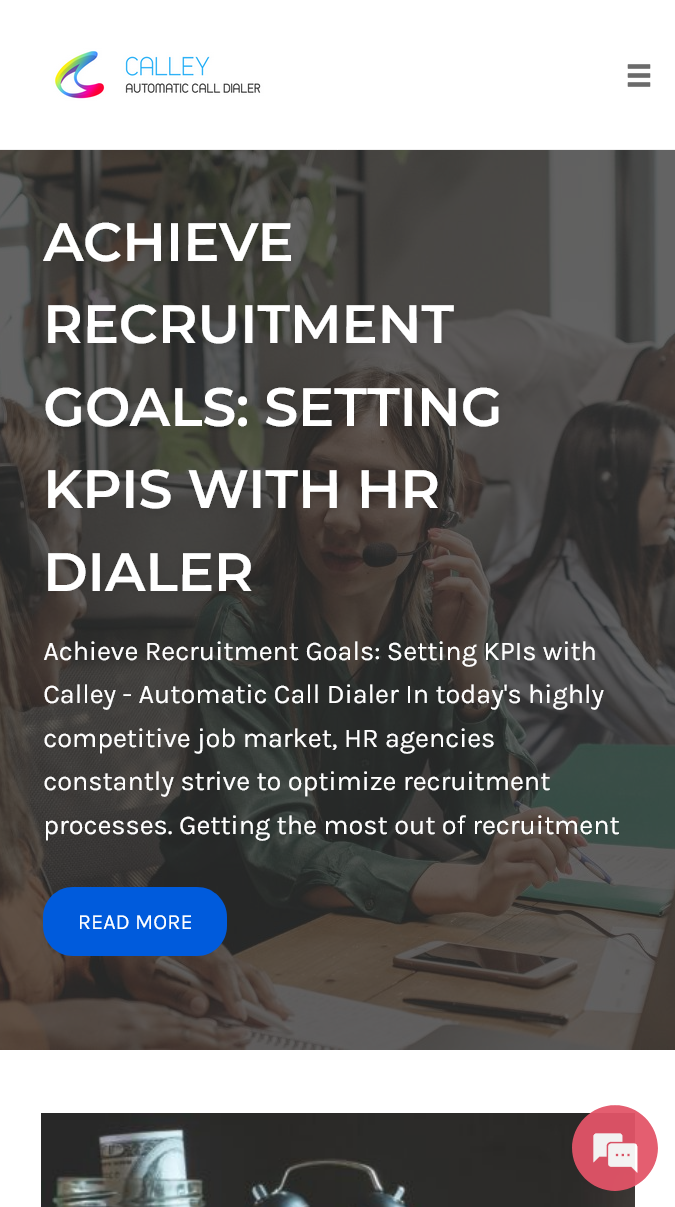 CALLEY
AUTOMATIC CALL DIALER
ACHIEVE
RECRUITMENT
GOALS: SETTING
KPIS WITH HR
DIALER
Achieve Recruitment Goals: Setting KPIs with
Calley - Automatic Call Dialer In today's highly
competitive job market, HR agencies
constantly strive to optimize recruitment
processes. Getting the most out of recruitment
READ MORE